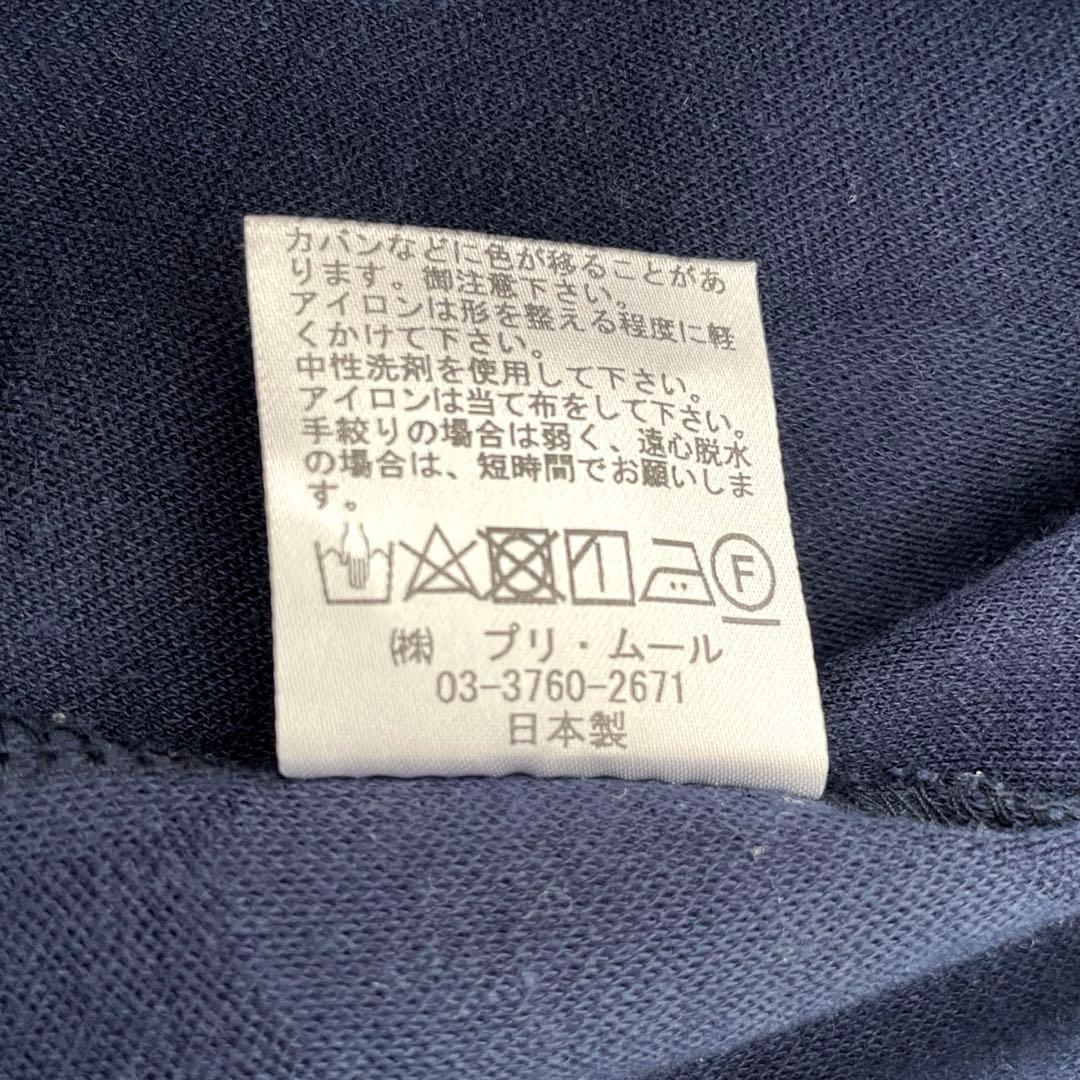 カバンなどに色が移ることがあ
ります。御注意下さい。
アイロンは形を整える程度に軽
くかけて下さい。
中性洗剤を使用して下さい。
アイロンは当て布をして下さい。
手絞りの場合は弱く、遠心脱水
の場合は、短時間でお願いしま
す。
F
㈱ プリ・ムール
03-3760-2671
日本製